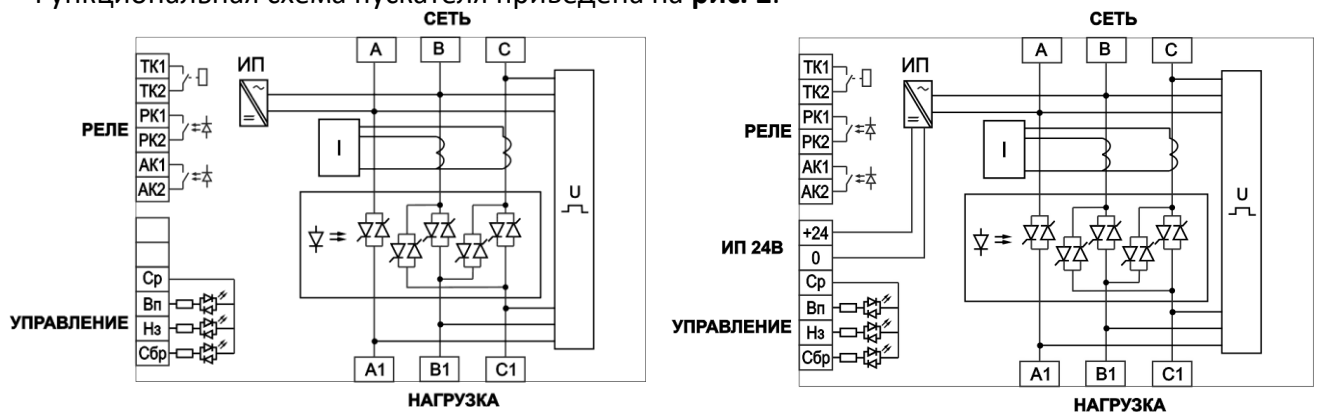 Функциональная схема пускателя приведена на рис. 2.
СЕТЬ
A B C
ТК1
ТК2
РК1
РК2
АК1
АК2
РЕЛЕ
ИП
I
U
Ср
Вп
Нз
Сбр
УПРАВЛЕНИЕ
A1 B1 C1
НАГРУЗКА
СЕТЬ
A B C
ТК1
ТК2
РК1
РК2
АК1
АК2
РЕЛЕ
ИП
I
U
+24
0
ИП 24В
Ср
Вп
Нз
Сбр
УПРАВЛЕНИЕ
A1 B1 C1
НАГРУЗКА